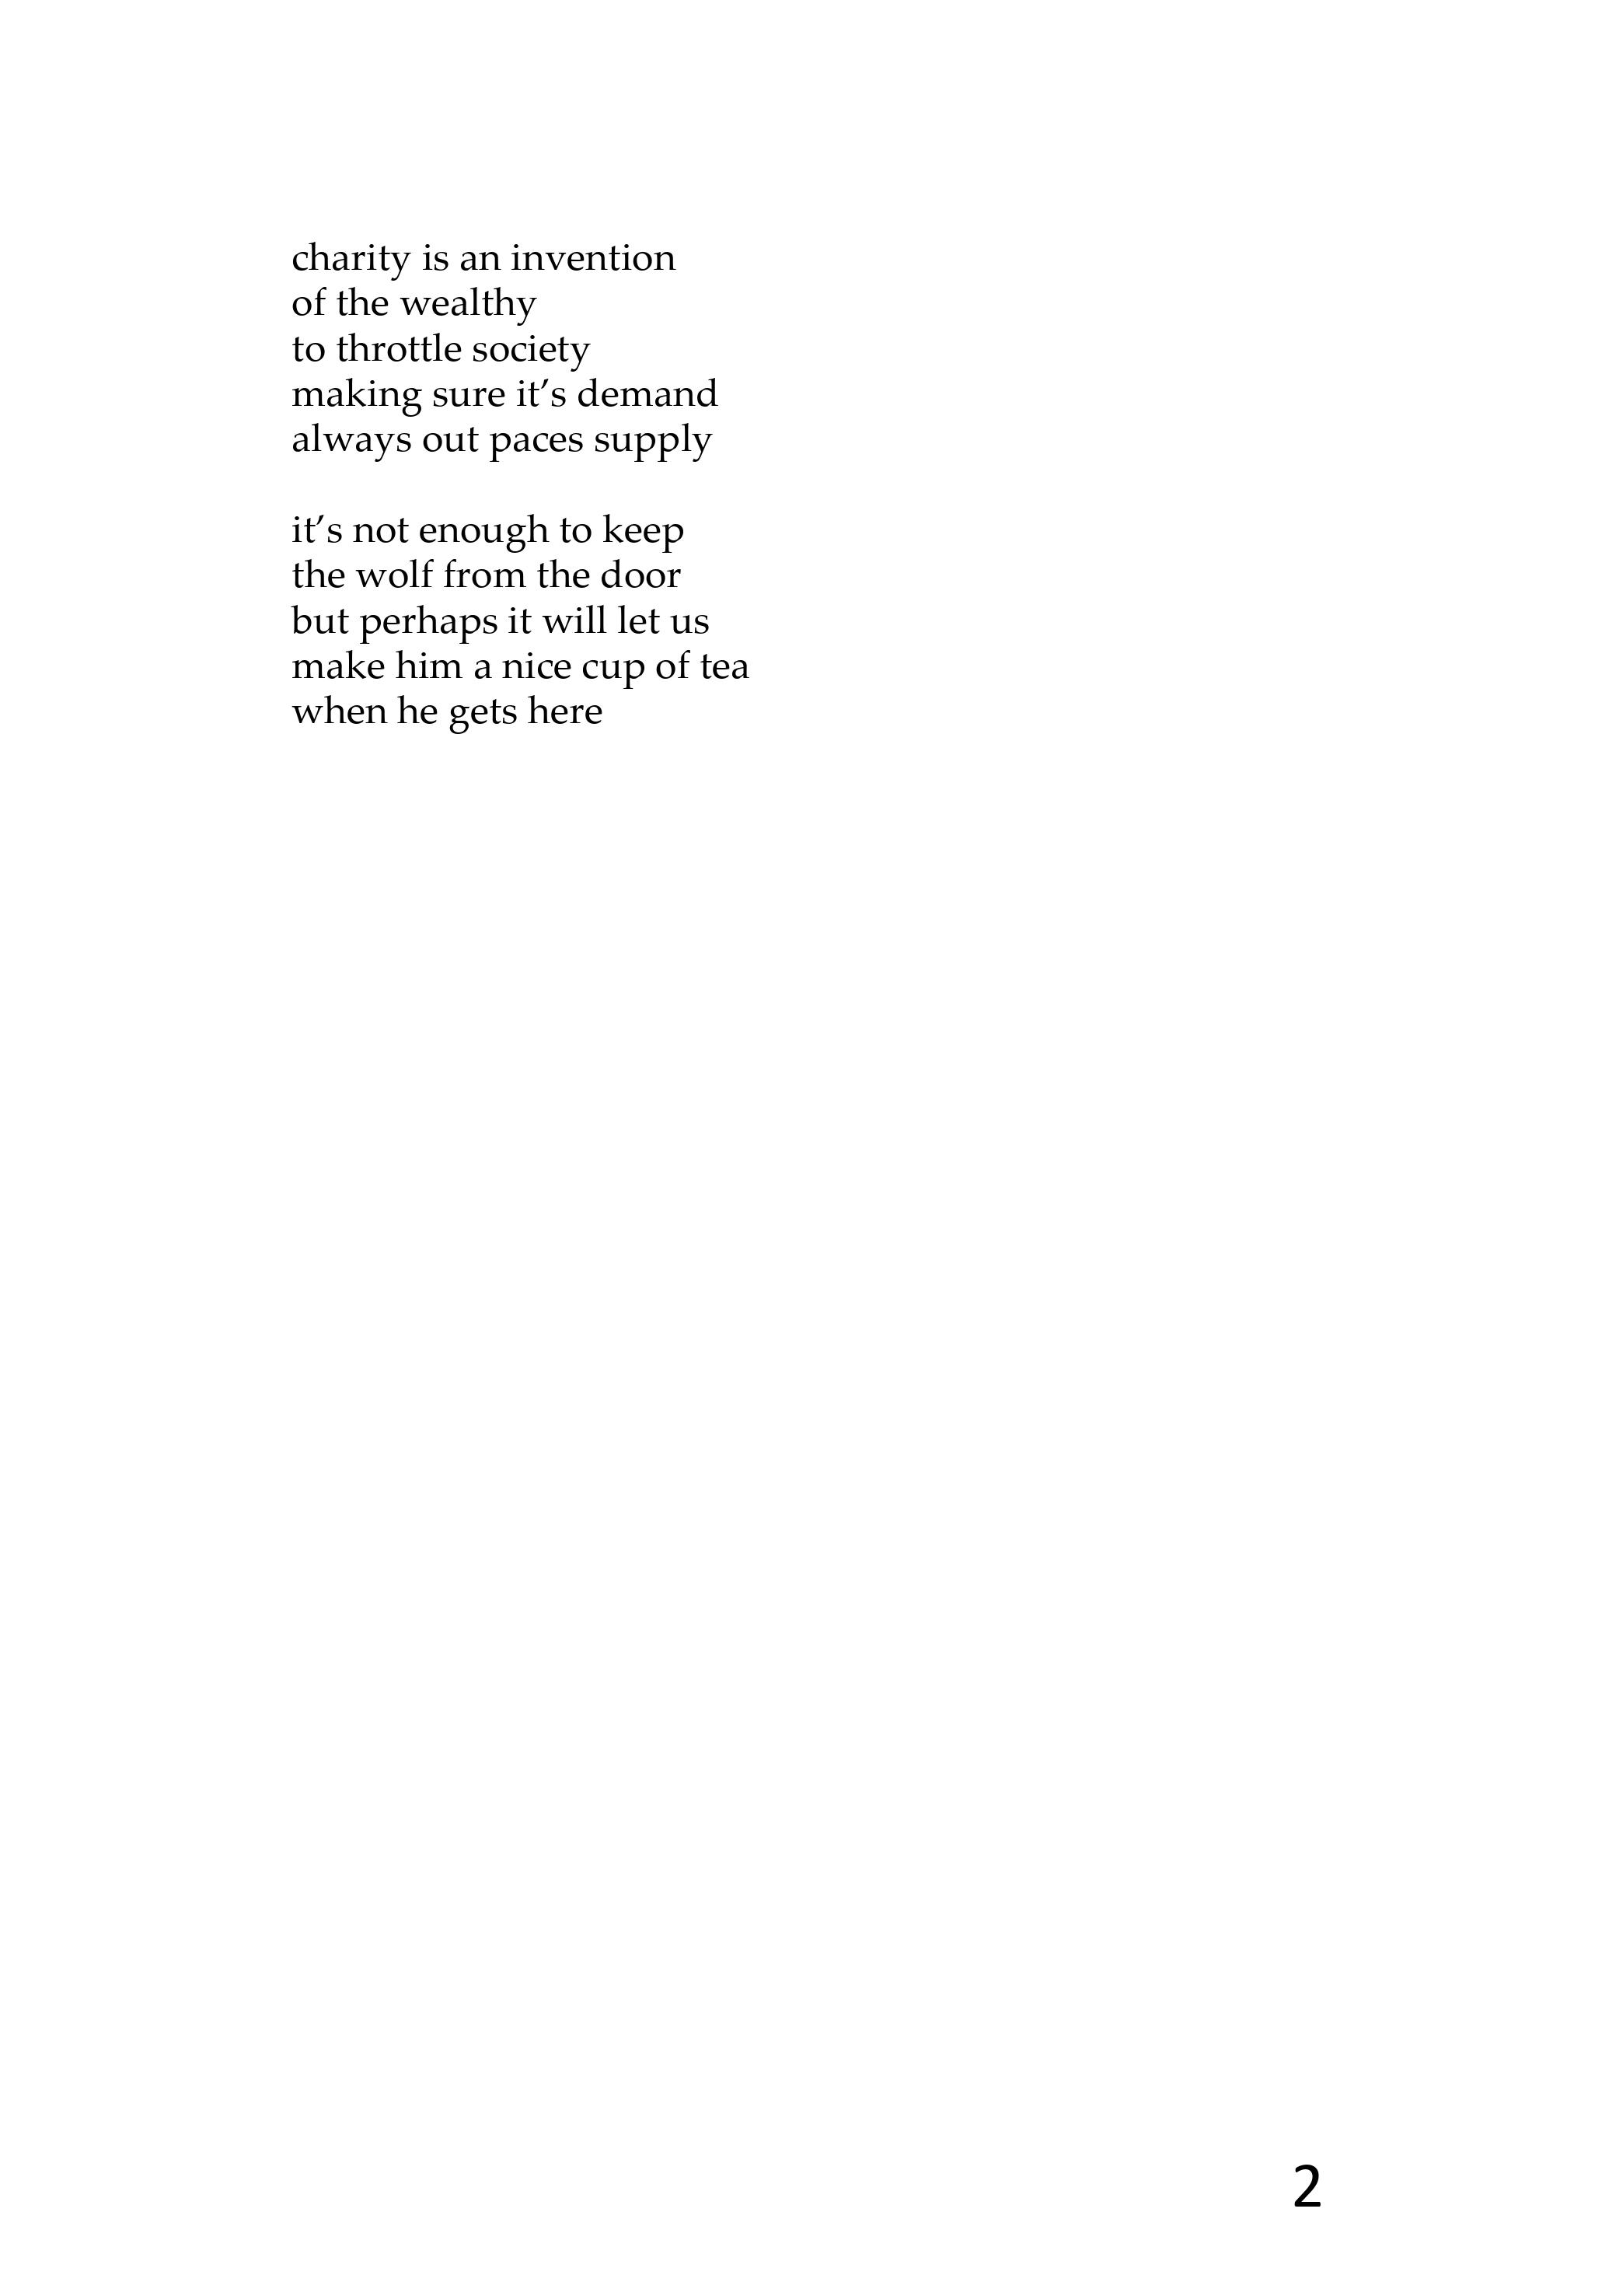 charity is an invention
of the wealthy
to throttle society
making sure it’s demand
always out paces supply

it’s not enough to keep
the wolf from the door
but perhaps it will let us
make him a nice cup of tea
when he gets here

2